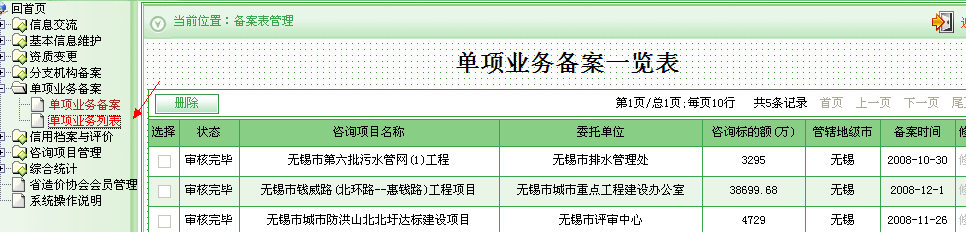 回首页
信息交流
基本信息维护
资质变更
分支机构备案
单项业务备案
单项业务备案
单项业务列表
信用档案与评价
咨询项目管理
综合统计
省造价协会会员管理
系统操作说明
当前位置：备案表管理
单项业务备案一览表
删除 第1页/总1页;每页10行 共5条记录 首页 上一页 下一页 尾
选择 状态 咨询项目名称 委托单位 咨询标的额(万) 管辖地级市 备案时间
审核完毕 无锡市第六批污水管网(1)工程 无锡市排水管理处 3295 无锡 2008-10-30
审核完毕 无锡市钱威路(北环路--惠钱路)工程项目 无锡市城市重点工程建设办公室 38699.68 无锡 2008-12-1
审核完毕 无锡市城市防洪山北北圩达标建设项目 无锡市评审中心 4729 无锡 2008-11-26